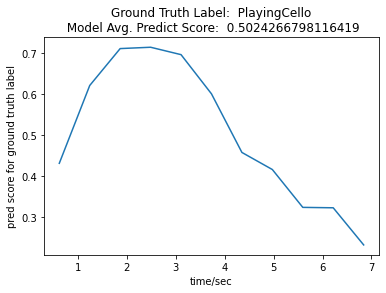 Ground Truth Label:  PlayingCello
Model Avg. Predict Score:  0.5024266798116419
0.7
0.6
0.5
0.4
0.3
pred score for ground truth label
1 2 3 4 5 6 7
time/sec